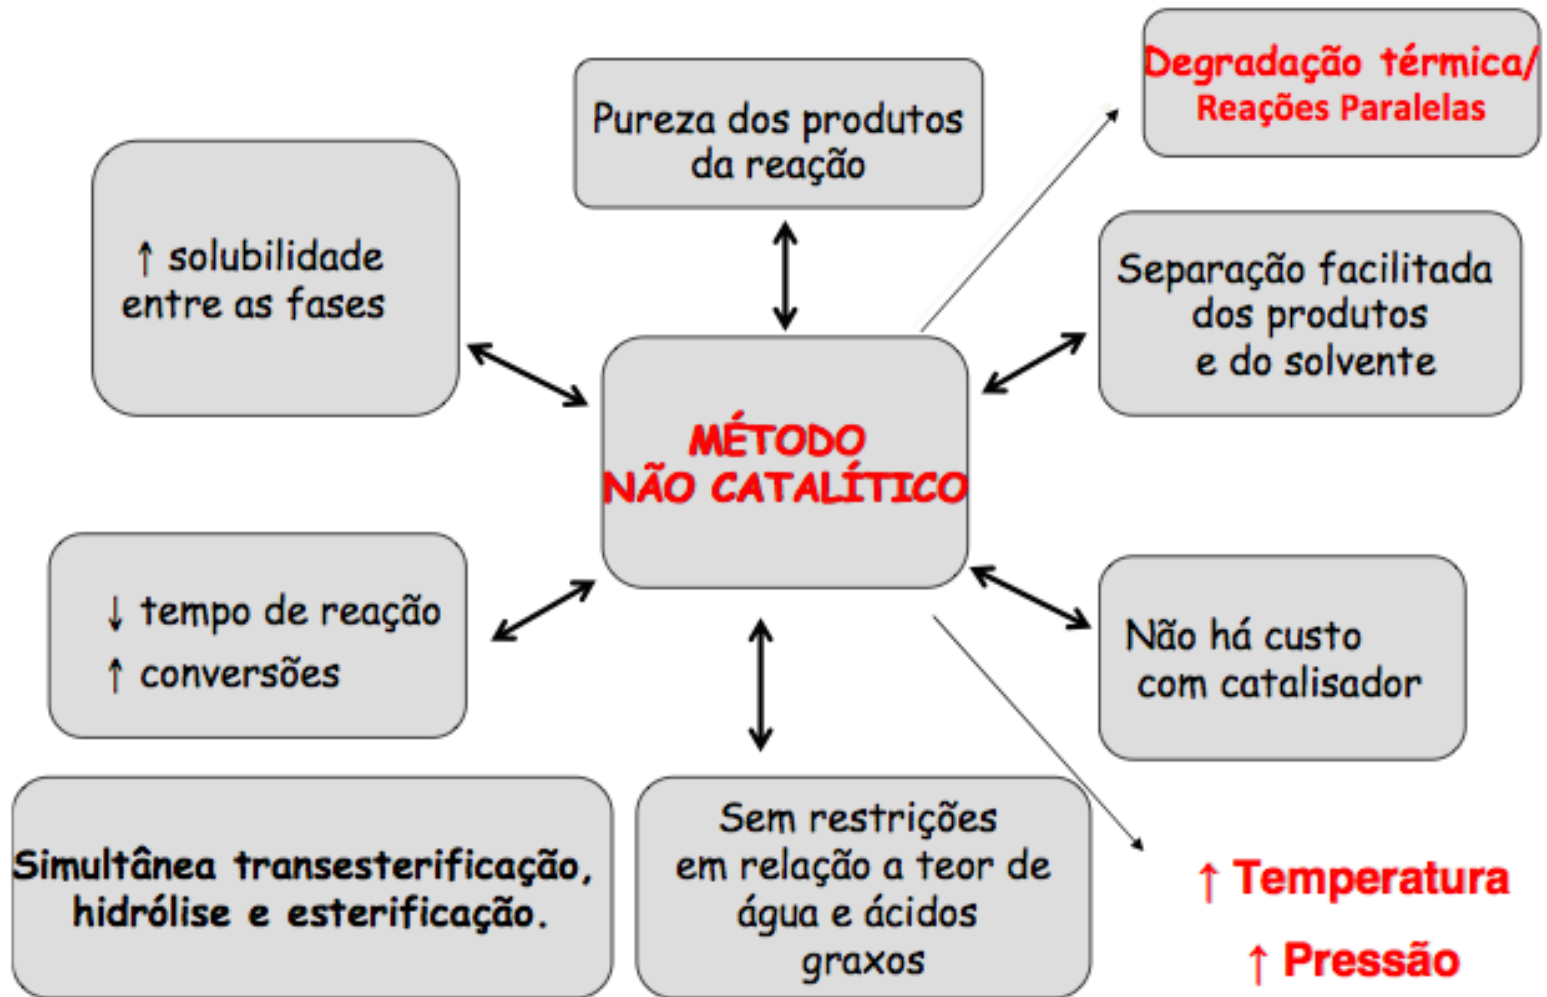 Degradação térmica/
Reações Paralelas
Pureza dos produtos
da reação
↑ solubilidade
entre as fases
Separação facilitada
dos produtos
e do solvente
MÉTODO
NÃO CATALÍTICO
↓ tempo de reação
↑ conversões
Não há custo
com catalisador
Simultânea transesterificação,
hidrólise e esterificação.
Sem restrições
em relação a teor de
água e ácidos
graxos
↑ Temperatura
↑ Pressão